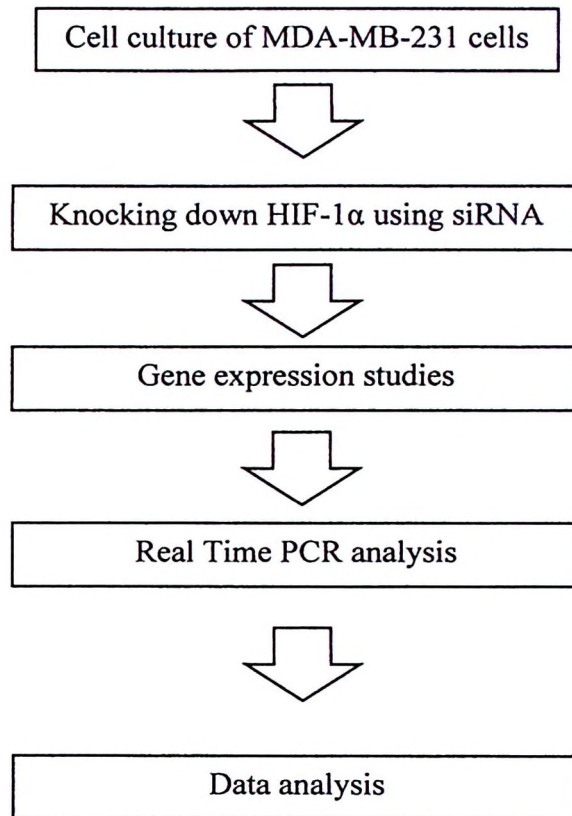 Cell culture of MDA-MB-231 cells
Knocking down HIF-1α using siRNA
Gene expression studies
Real Time PCR analysis
Data analysis